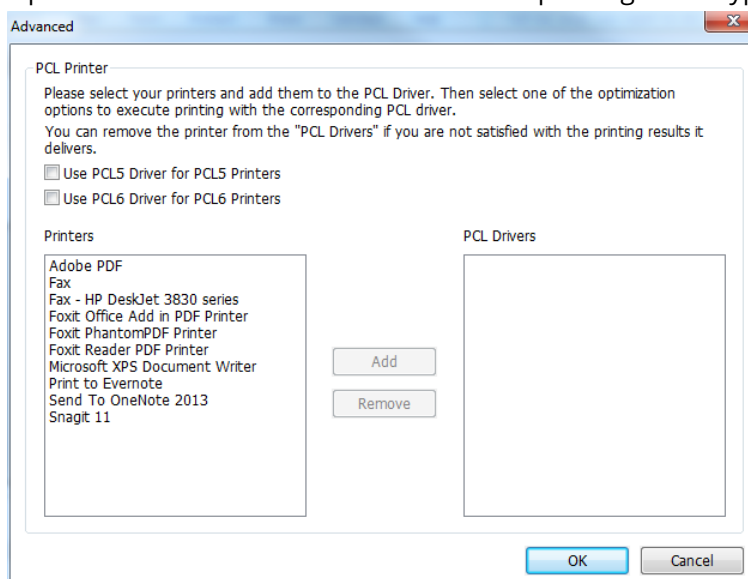 Advanced
PCL Printer
Please select your printers and add them to the PCL Driver. Then select one of the optimization
options to execute printing with the corresponding PCL driver.
You can remove the printer from the "PCL Drivers" if you are not satisfied with the printing results it
delivers.
Use PCL5 Driver for PCL5 Printers
Use PCL6 Driver for PCL6 Printers
Printers
PCL Drivers
Adobe PDF
Fax
Fax - HP DeskJet 3830 series
Foxit Office Add in PDF Printer
Foxit PhantomPDF Printer
Foxit Reader PDF Printer
Microsoft XPS Document Writer
Print to Evernote
Send To OneNote 2013
Snagit 11
Add
Remove
OK
Cancel